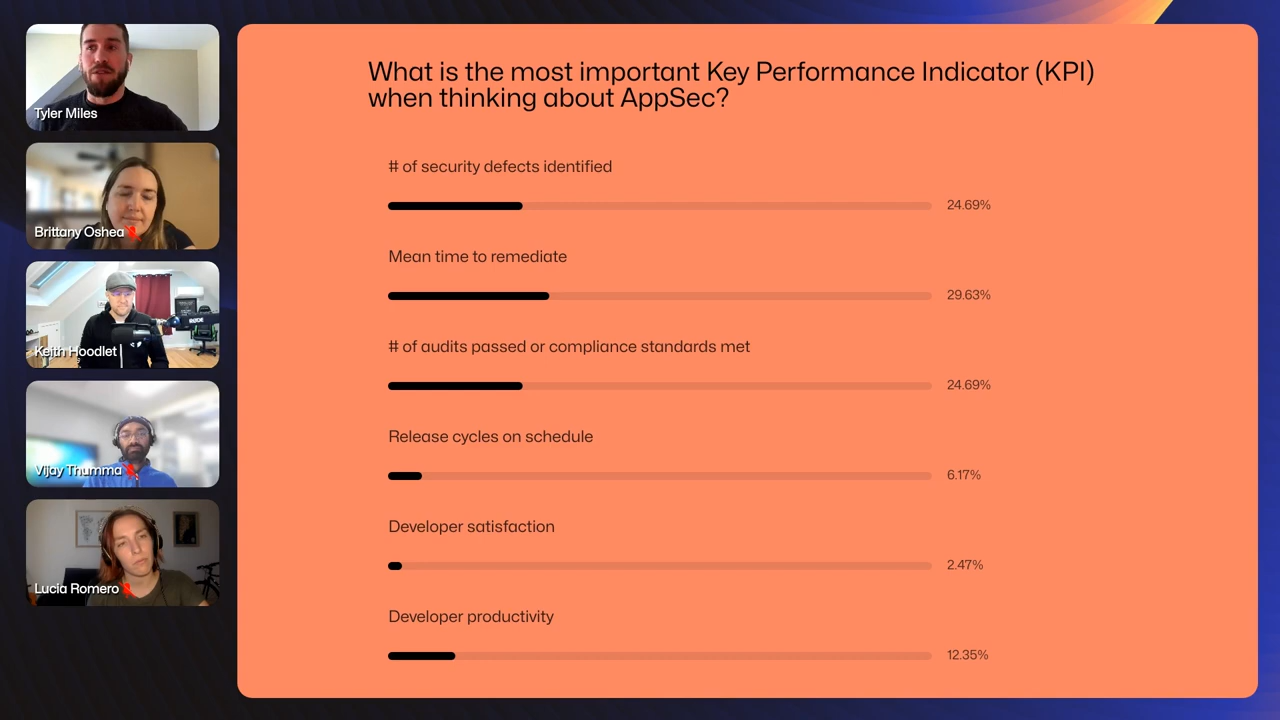 Tyler Miles
Brittany Oshea
Keith Hoodlet
Vijay Thumma
Lucia Romero
What is the most important Key Performance Indicator (KPI)
when thinking about AppSec?
# of security defects identified
24.69%
Mean time to remediate
29.63%
# of audits passed or compliance standards met
24.69%
Release cycles on schedule
6.17%
Developer satisfaction
2.47%
Developer productivity
12.35%
RØDE